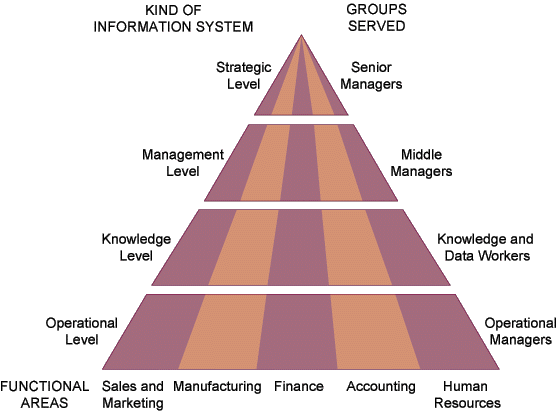 KIND OF
INFORMATION SYSTEM
GROUPS
SERVED
Strategic
Level
Senior
Managers
Management
Level
Middle
Managers
Knowledge
Level
Knowledge and
Data Workers
Operational
Level
Operational
Managers
FUNCTIONAL
AREAS
Sales and
Marketing
Manufacturing
Finance
Accounting
Human
Resources